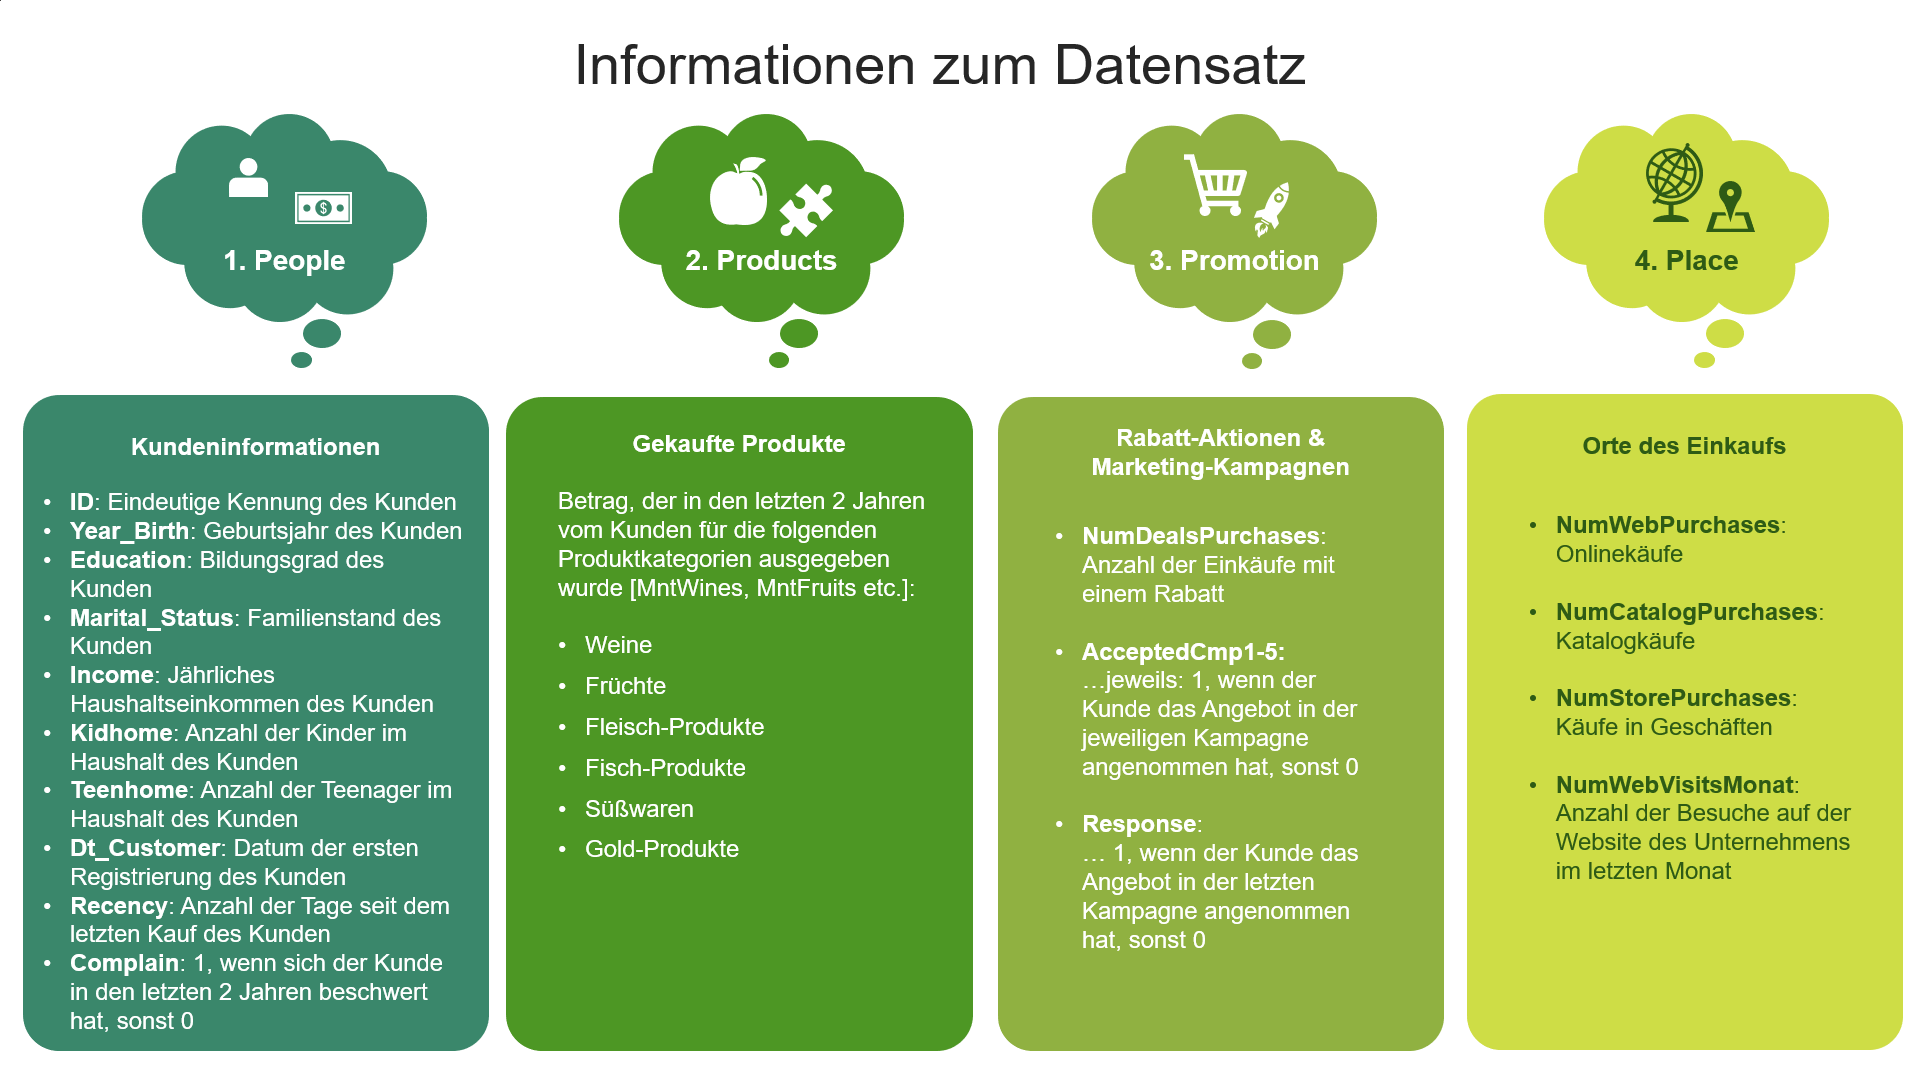 Informationen zum Datensatz
1. People
2. Products
3. Promotion
4. Place
Kundeninformationen
• ID: Eindeutige Kennung des Kunden
• Year_Birth: Geburtsjahr des Kunden
• Education: Bildungsgrad des
Kunden
• Marital_Status: Familienstand des
Kunden
• Income: Jährliches
Haushaltseinkommen des Kunden
• Kidhome: Anzahl der Kinder im
Haushalt des Kunden
• Teenhome: Anzahl der Teenager im
Haushalt des Kunden
• Dt_Customer: Datum der ersten
Registrierung des Kunden
• Recency: Anzahl der Tage seit dem
letzten Kauf des Kunden
• Complain: 1, wenn sich der Kunde
in den letzten 2 Jahren beschwert
hat, sonst 0
Gekaufte Produkte
Betrag, der in den letzten 2 Jahren
vom Kunden für die folgenden
Produktkategorien ausgegeben
wurde [MntWines, MntFruits etc.]:
• Weine
• Früchte
• Fleisch-Produkte
• Fisch-Produkte
• Süßwaren
• Gold-Produkte
Rabatt-Aktionen &
Marketing-Kampagnen
• NumDealsPurchases:
Anzahl der Einkäufe mit
einem Rabatt
• AcceptedCmp1-5:
…jeweils: 1, wenn der
Kunde das Angebot in der
jeweiligen Kampagne
angenommen hat, sonst 0
• Response:
… 1, wenn der Kunde das
Angebot in der letzten
Kampagne angenommen
hat, sonst 0
Orte des Einkaufs
• NumWebPurchases:
Onlinekäufe
• NumCatalogPurchases:
Katalogkäufe
• NumStorePurchases:
Käufe in Geschäften
• NumWebVisitsMonat:
Anzahl der Besuche auf der
Website des Unternehmens
im letzten Monat